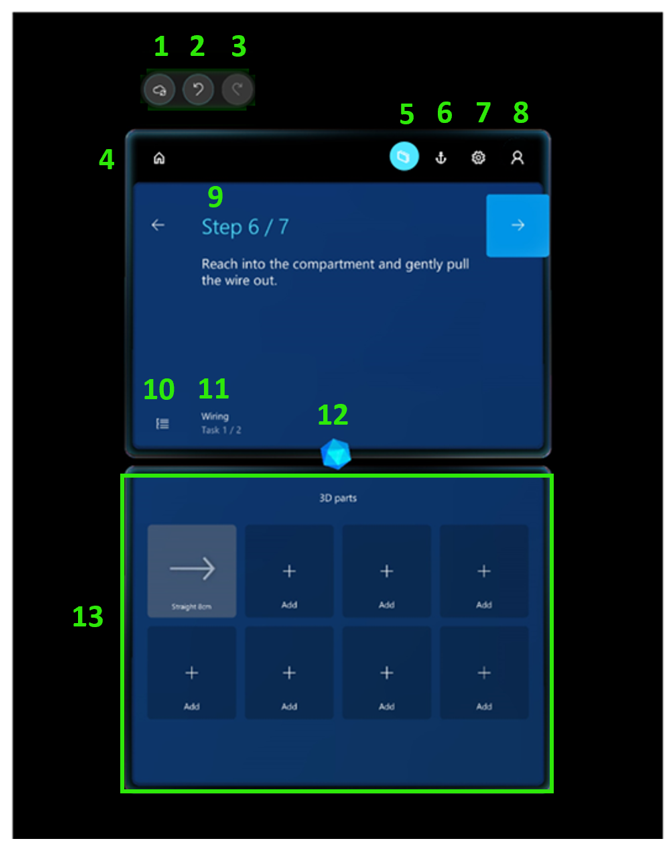 1 2 3
4 5 6 7 8
9
Step 6 / 7
Reach into the compartment and gently pull
the wire out.
10 11 12
Wiring
Task 1 / 2
3D parts
Straight 8cm Add Add Add
13
Add Add Add Add